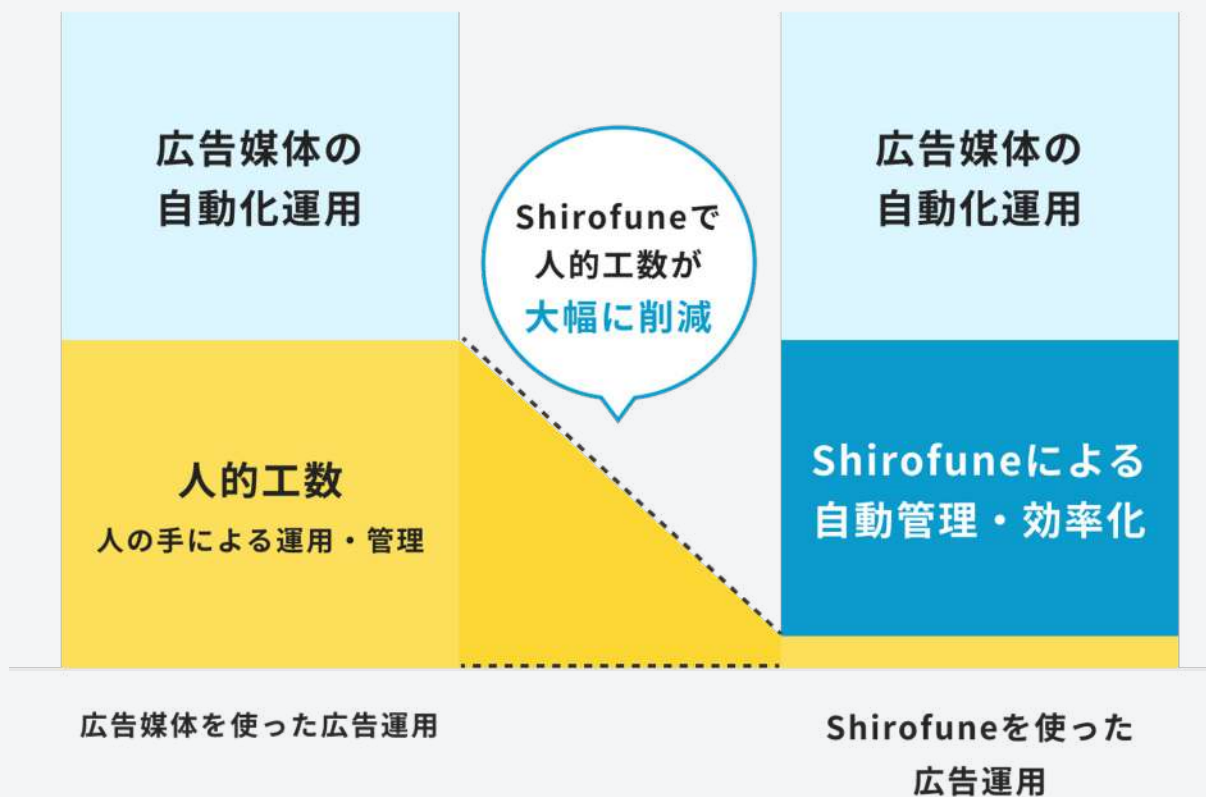 広告媒体の
自動化運用
人的工数
人の手による運用・管理
Shirofuneで
人的工数が
大幅に削減
広告媒体の
自動化運用
Shirofuneによる
自動管理・効率化
広告媒体を使った広告運用
Shirofuneを使った
広告運用